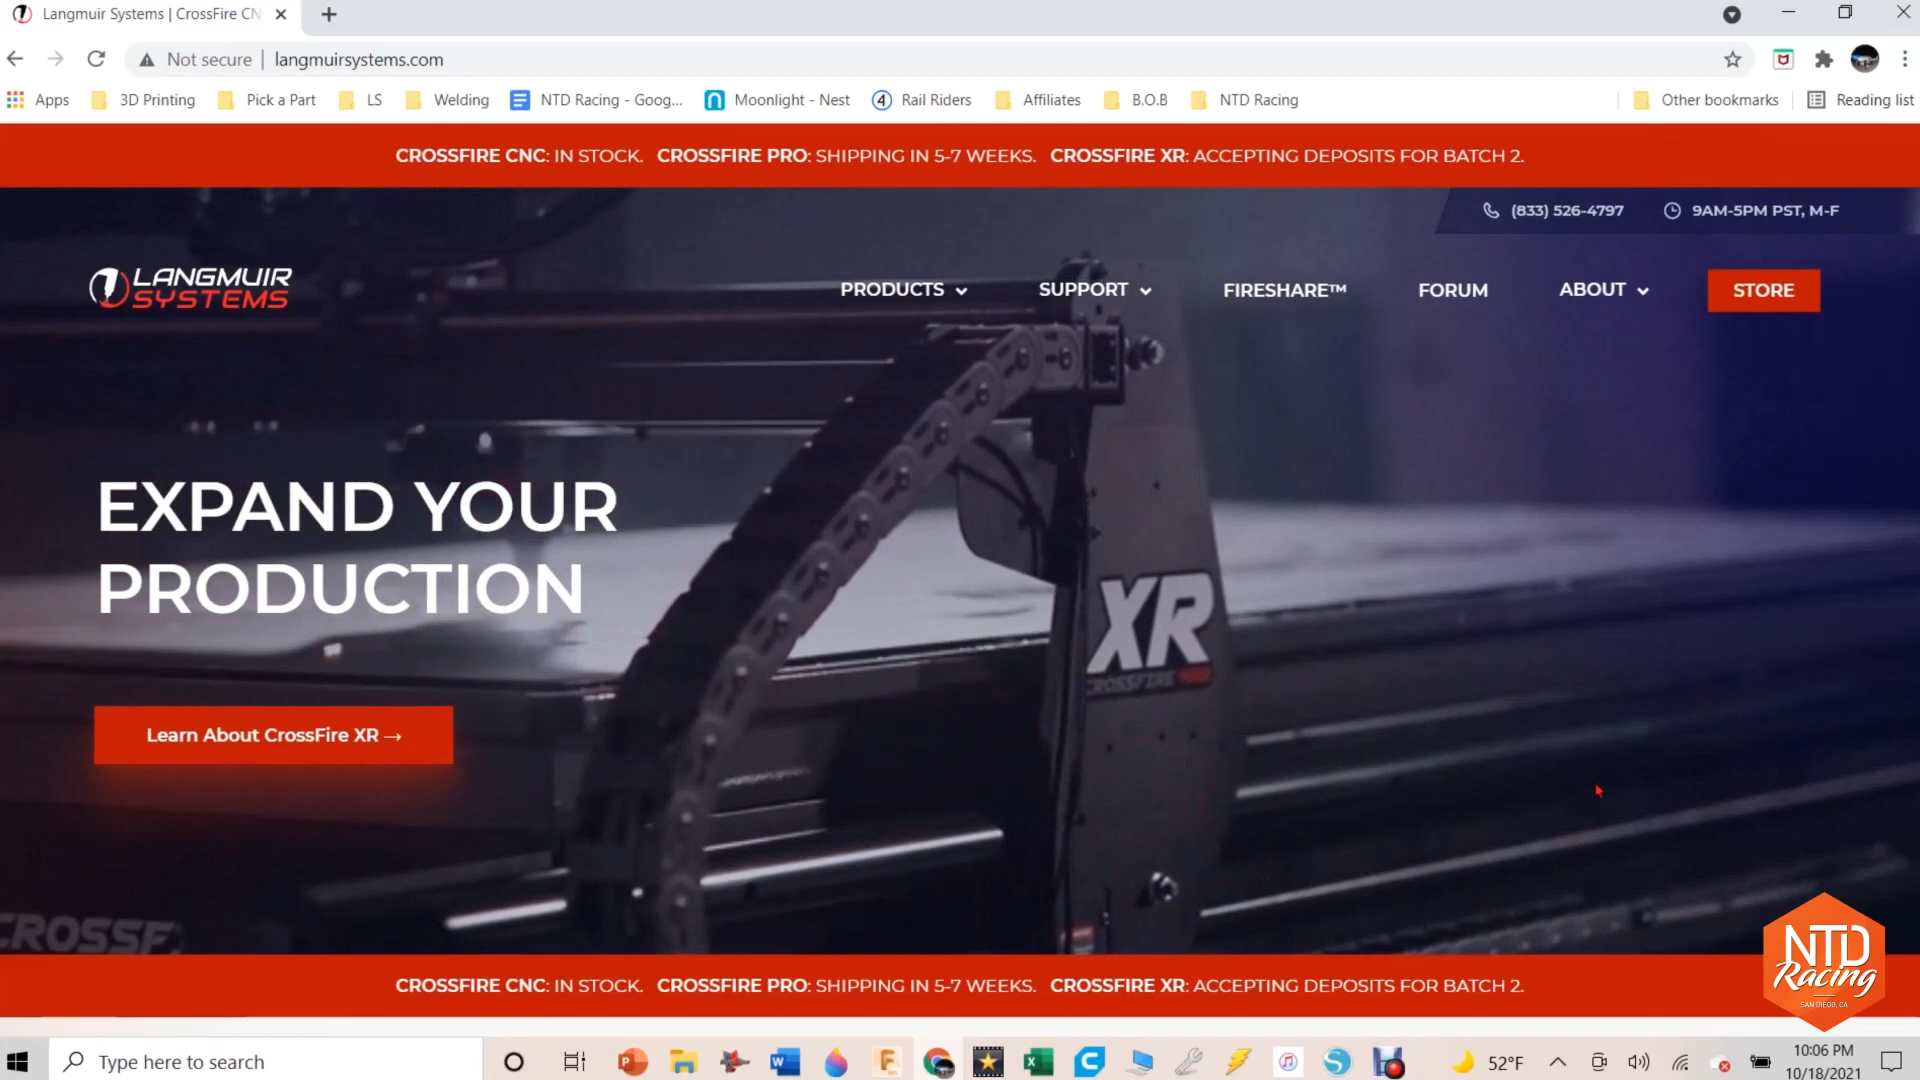 Langmuir Systems | CrossFire CN
Not secure | langmuirsystems.com
Apps 3D Printing Pick a Part LS Welding NTD Racing - Goog... Moonlight - Nest Rail Riders Affiliates B.O.B NTD Racing Other bookmarks Reading list
CROSSFIRE CNC: IN STOCK. CROSSFIRE PRO: SHIPPING IN 5-7 WEEKS. CROSSFIRE XR: ACCEPTING DEPOSITS FOR BATCH 2.
(833) 526-4797 9AM-5PM PST, M-F
LANGMUIR
SYSTEMS
PRODUCTS SUPPORT FIRESHARE™ FORUM ABOUT STORE
EXPAND YOUR
PRODUCTION
XR
CROSSFIRE
Learn About CrossFire XR →
CROSSF
NTD
Racing
SAN DIEGO, CA
CROSSFIRE CNC: IN STOCK. CROSSFIRE PRO: SHIPPING IN 5-7 WEEKS. CROSSFIRE XR: ACCEPTING DEPOSITS FOR BATCH 2.
Type here to search
52°F
10:06 PM
10/18/2021